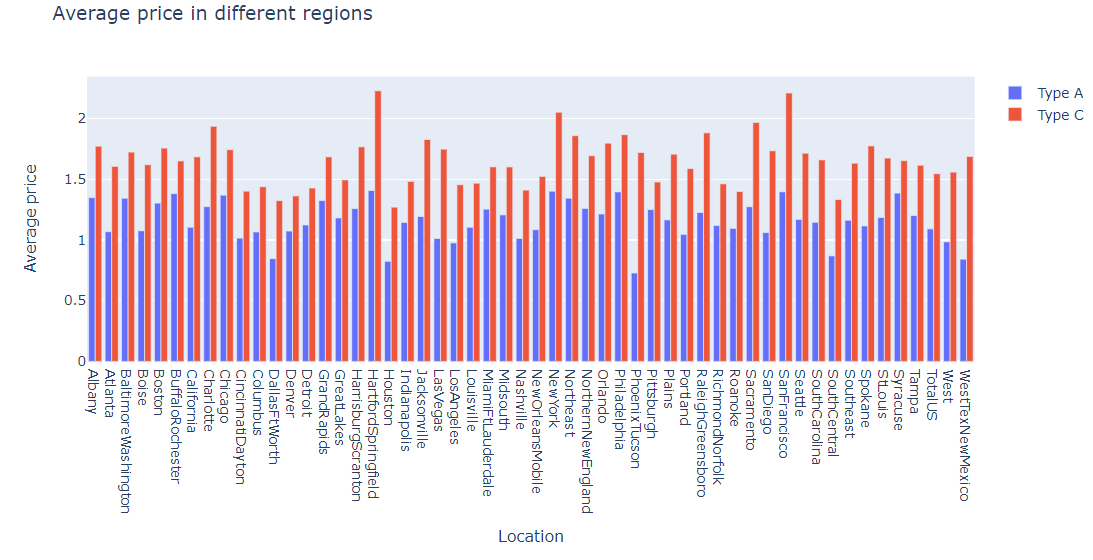 Average price in different regions
Type A
Type C
Average price
2
1.5
1
0.5
0
Albany
Atlanta
BaltimoreWashington
Boise
Boston
BuffaloRochester
California
Charlotte
Chicago
CincinnatiDayton
Columbus
DallasFtWorth
Denver
Detroit
GrandRapids
GreatLakes
HarrisburgScranton
HartfordSpringfield
Houston
Indianapolis
Jacksonville
LasVegas
LosAngeles
Louisville
MiamiFtLauderdale
Midsouth
Nashville
NewOrleansMobile
NewYork
Northeast
NorthernNewEngland
Orlando
Philadelphia
PhoenixTucson
Pittsburgh
Plains
Portland
RaleighGreensboro
RichmondNorfolk
Roanoke
Sacramento
SanDiego
SanFrancisco
Seattle
SouthCarolina
SouthCentral
Southeast
Spokane
StLouis
Syracuse
Tampa
TotalUS
West
WestTexNewMexico
Location